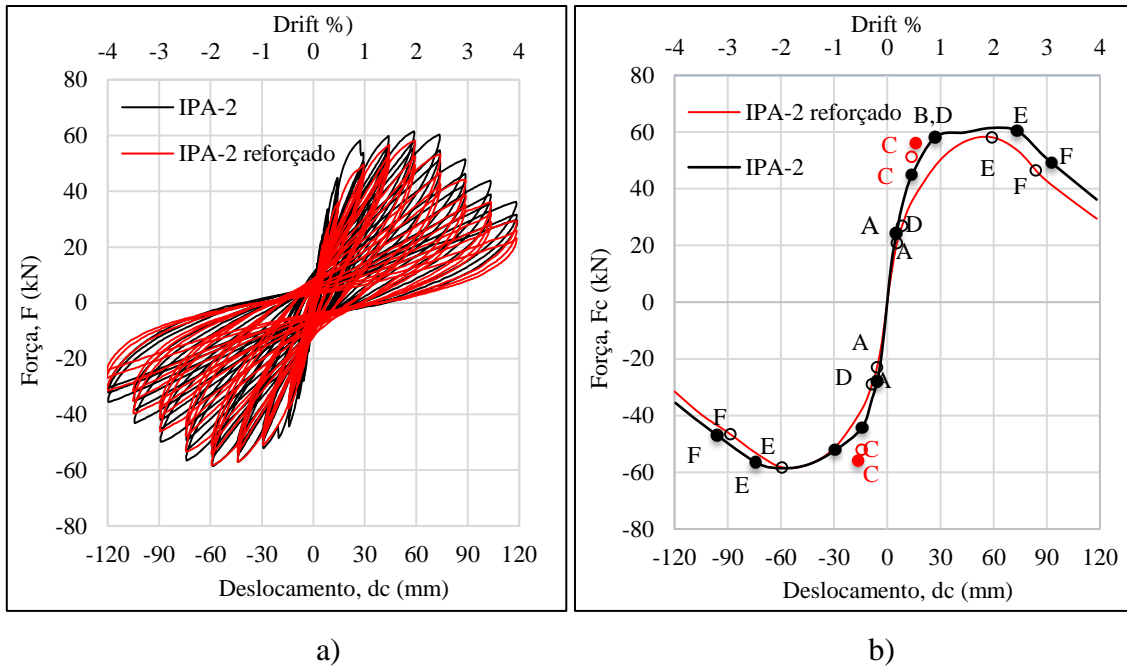 Drift %)
-4 -3 -2 -1 0 1 2 3 4
80
60
40
20
0
-20
-40
-60
-80
Força, F (kN)
IPA-2
IPA-2 reforçado
-120 -90 -60 -30 0 30 60 90 120
Deslocamento, dc (mm)
a)
Drift %)
-4 -3 -2 -1 0 1 2 3 4
80
60
40
20
0
-20
-40
-60
-80
Força, Fc (kN)
IPA-2 reforçado
IPA-2
B,D
E
C
C
E
F
F
A
D
A
A
D
A
F
F
E
E
C
C
-120 -90 -60 -30 0 30 60 90 120
Deslocamento, dc (mm)
b)